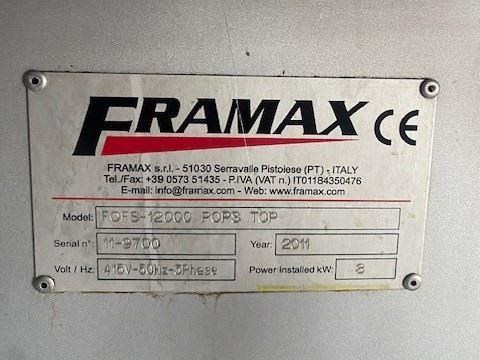 FRAMAX CE
FRAMAX s.r.l. - 51030 Serravalle Pistoiese (PT) - ITALY
Tel./Fax: +39 0573 51435 - P.IVA (VAT n.) IT01184350476
E-mail: info@framax.com - Web: www.framax.com
Model: FOFS-12000 POPS TOP
Serial n°: 11-9700 Year: 2011
Volt / Hz: 415V-50Hz-3Phase Power Installed kW: 8